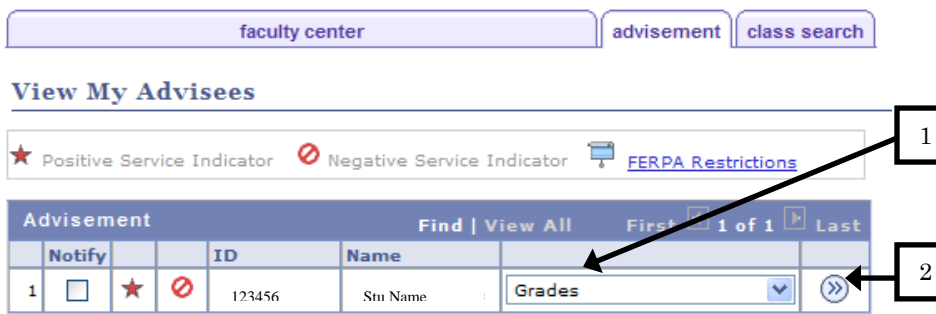 faculty center advisement class search
View My Advisees
1
Positive Service Indicator Negative Service Indicator FERPA Restrictions
Advisement Find | View All First 1 of 1 Last
Notify ID Name
1 123456 Stu Name Grades
2